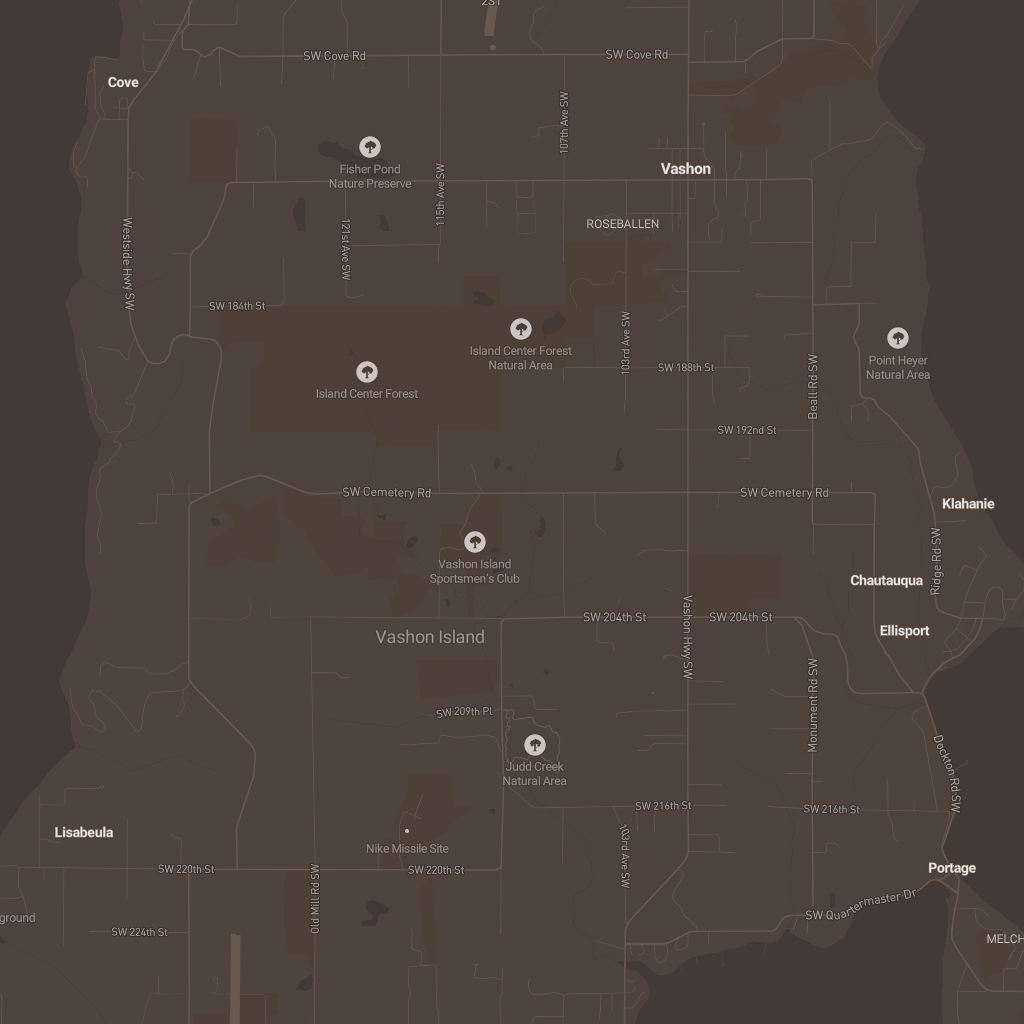 SW Cove Rd
SW Cove Rd
Cove
107th Ave SW
Fisher Pond
Nature Preserve
115th Ave SW
Vashon
ROSEBALLEN
121st Ave SW
Westside Hwy SW
SW 184th St
Island Center Forest
Natural Area
103rd Ave SW
SW 188th St
Point Heyer
Natural Area
Island Center Forest
Beall Rd SW
SW 192nd St
SW Cemetery Rd
SW Cemetery Rd
Klahanie
Vashon Island
Sportsmen's Club
Ridge Rd SW
Chautauqua
SW 204th St
SW 204th St
Ellisport
Vashon Island
Vashon Hwy SW
SW 209th Pl
Monument Rd SW
Judd Creek
Natural Area
Dockton Rd SW
SW 216th St
SW 216th St
Lisabeula
Nike Missile Site
103rd Ave SW
SW 220th St
SW 220th St
Portage
Old Mill Rd SW
SW Quartermaster Dr
ground
SW 224th St
MELCH